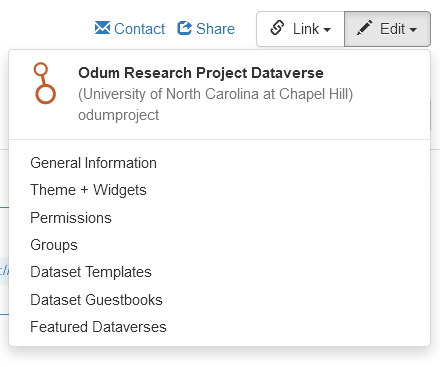 Contact Share Link Edit
Odum Research Project Dataverse
(University of North Carolina at Chapel Hill)
odumproject
General Information
Theme + Widgets
Permissions
Groups
Dataset Templates
Dataset Guestbooks
Featured Dataverses